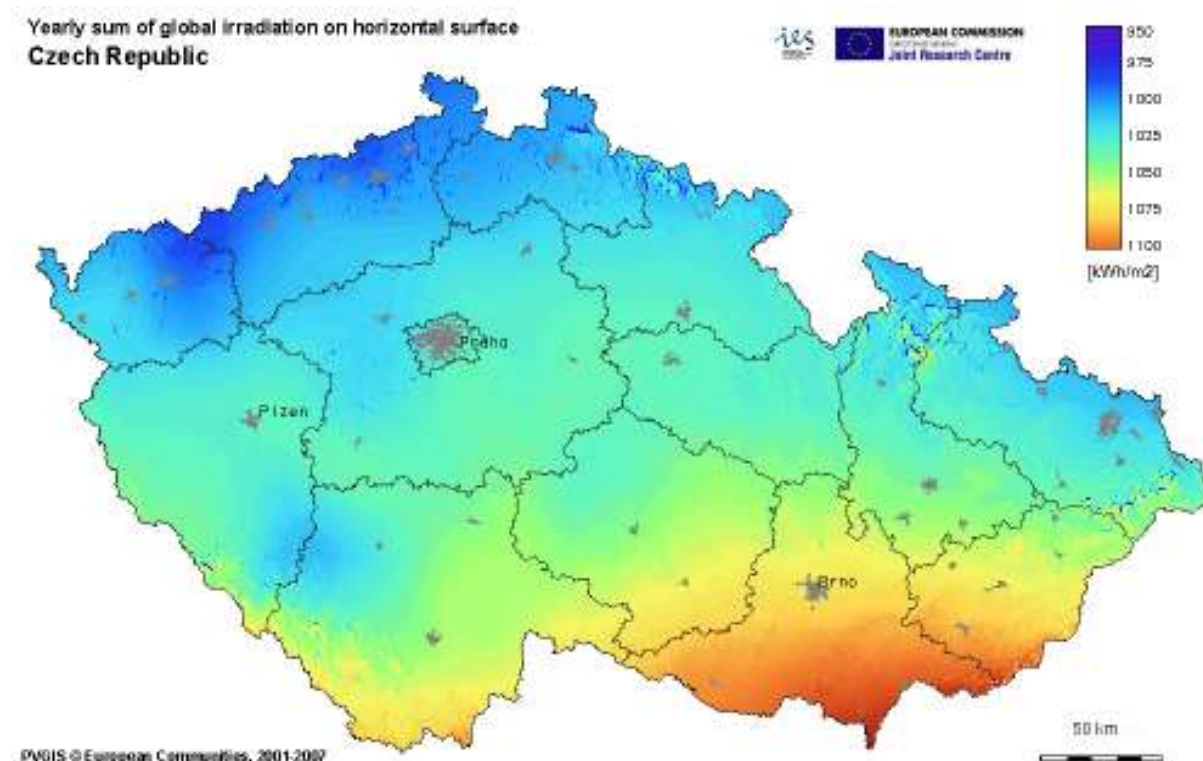 Yearly sum of global irradiation on horizontal surface
Czech Republic
ies
EUROPEAN COMMISSION
Joint Research Centre
950
975
1000
1025
1050
1075
1100
[kWh/m2]
Praha
Plzen
Brno
50 km
PVGIS © European Communities, 2001-2007